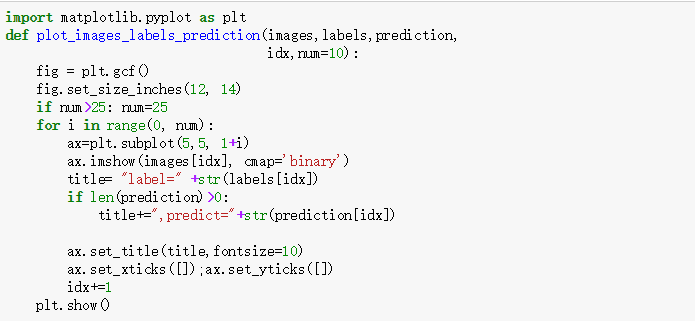 import matplotlib.pyplot as plt
def plot_images_labels_prediction(images,labels,prediction,
                                  idx,num=10):
    fig = plt.gcf()
    fig.set_size_inches(12, 14)
    if num>25: num=25
    for i in range(0, num):
        ax=plt.subplot(5,5, 1+i)
        ax.imshow(images[idx], cmap='binary')
        title= "label=" +str(labels[idx])
        if len(prediction)>0:
            title+=",predict="+str(prediction[idx])

        ax.set_title(title,fontsize=10)
        ax.set_xticks([]);ax.set_yticks([])
        idx+=1
    plt.show()